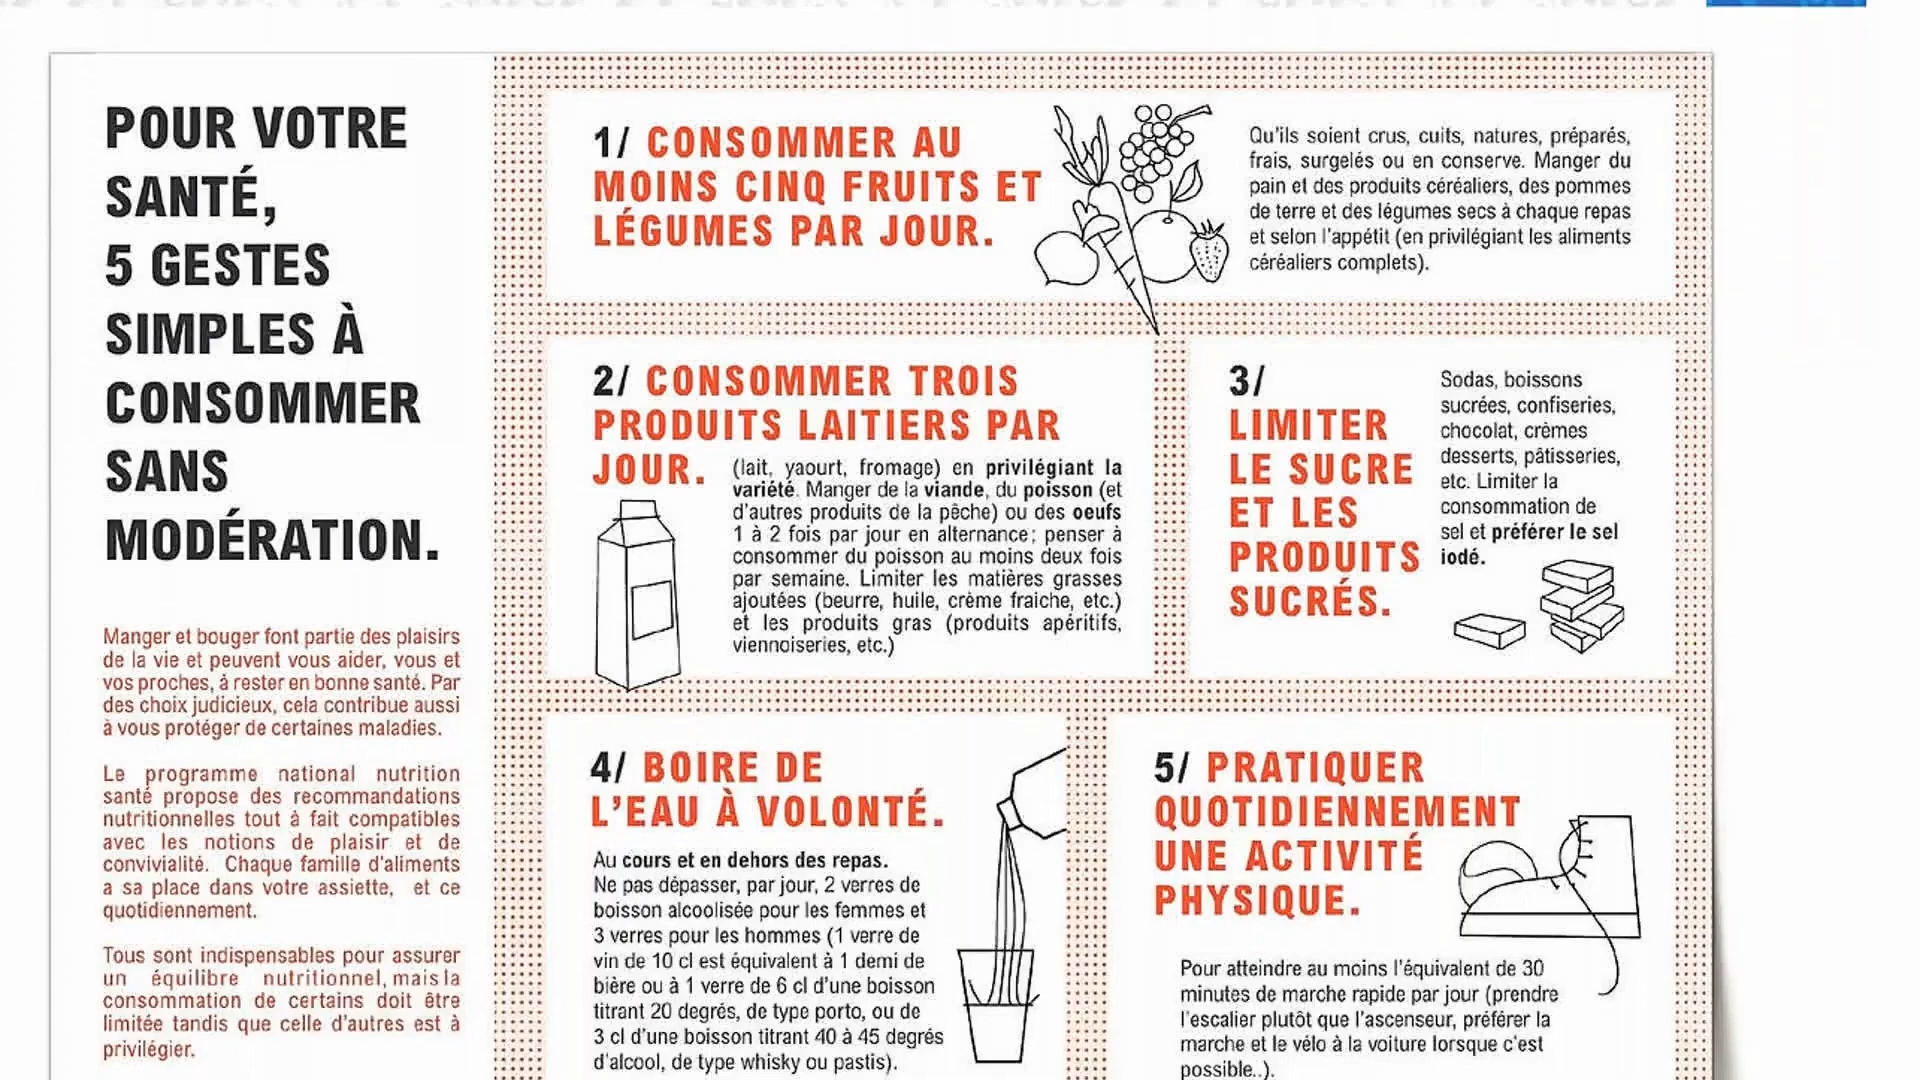 POUR VOTRE
SANTÉ,
5 GESTES
SIMPLES À
CONSOMMER
SANS
MODÉRATION.
Manger et bouger font partie des plaisirs
de la vie et peuvent vous aider, vous et
vos proches, à rester en bonne santé. Par
des choix judicieux, cela contribue aussi
à vous protéger de certaines maladies.
Le programme national nutrition
santé propose des recommandations
nutritionnelles tout à fait compatibles
avec les notions de plaisir et de
convivialité. Chaque famille d'aliments
a sa place dans votre assiette, et ce
quotidiennement.
Tous sont indispensables pour assurer
un équilibre nutritionnel, mais la
consommation de certains doit être
limitée tandis que celle d'autres est à
privilégier.
1/ CONSOMMER AU
MOINS CINQ FRUITS ET
LÉGUMES PAR JOUR.
Qu'ils soient crus, cuits, natures, préparés,
frais, surgelés ou en conserve. Manger du
pain et des produits céréaliers, des pommes
de terre et des légumes secs à chaque repas
et selon l'appétit (en privilégiant les aliments
céréaliers complets).
2/ CONSOMMER TROIS
PRODUITS LAITIERS PAR
JOUR.
(lait, yaourt, fromage) en privilégiant la
variété. Manger de la viande, du poisson (et
d'autres produits de la pêche) ou des oeufs
1 à 2 fois par jour en alternance; penser à
consommer du poisson au moins deux fois
par semaine. Limiter les matières grasses
ajoutées (beurre, huile, crème fraiche, etc.)
et les produits gras (produits apéritifs,
viennoiseries, etc.)
3/
LIMITER
LE SUCRE
ET LES
PRODUITS
SUCRÉS.
Sodas, boissons
sucrées, confiseries,
chocolat, crèmes
desserts, pâtisseries,
etc. Limiter la
consommation de
sel et préférer le sel
iodé.
4/ BOIRE DE
L'EAU À VOLONTÉ.
Au cours et en dehors des repas.
Ne pas dépasser, par jour, 2 verres de
boisson alcoolisée pour les femmes et
3 verres pour les hommes (1 verre de
vin de 10 cl est équivalent à 1 demi de
bière ou à 1 verre de 6 cl d'une boisson
titrant 20 degrés, de type porto, ou de
3 cl d'une boisson titrant 40 à 45 degrés
d'alcool, de type whisky ou pastis).
5/ PRATIQUER
QUOTIDIENNEMENT
UNE ACTIVITÉ
PHYSIQUE.
Pour atteindre au moins l'équivalent de 30
minutes de marche rapide par jour (prendre
l'escalier plutôt que l'ascenseur, préférer la
marche et le vélo à la voiture lorsque c'est
possible..).